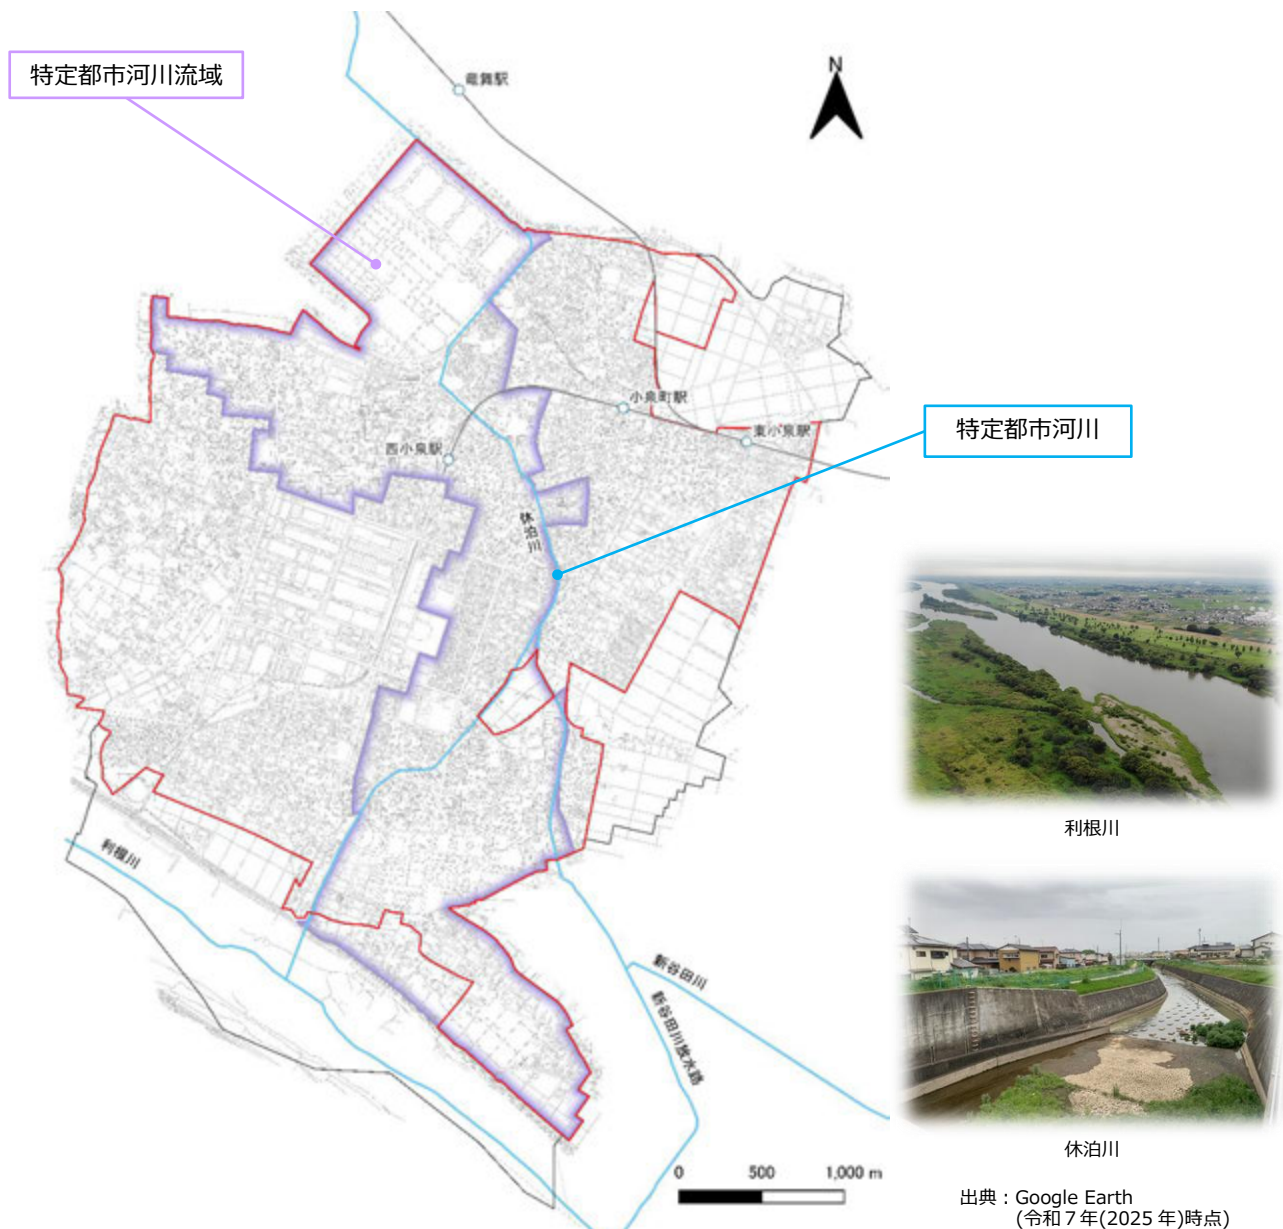 特定都市河川流域
竜舞駅
N
小泉町駅
東小泉駅
西小泉駅
特定都市河川
休泊川
利根川
利根川
新谷田川
新谷田川放水路
休泊川
0 500 1,000 m
出典：Google Earth
(令和７年(2025 年)時点)